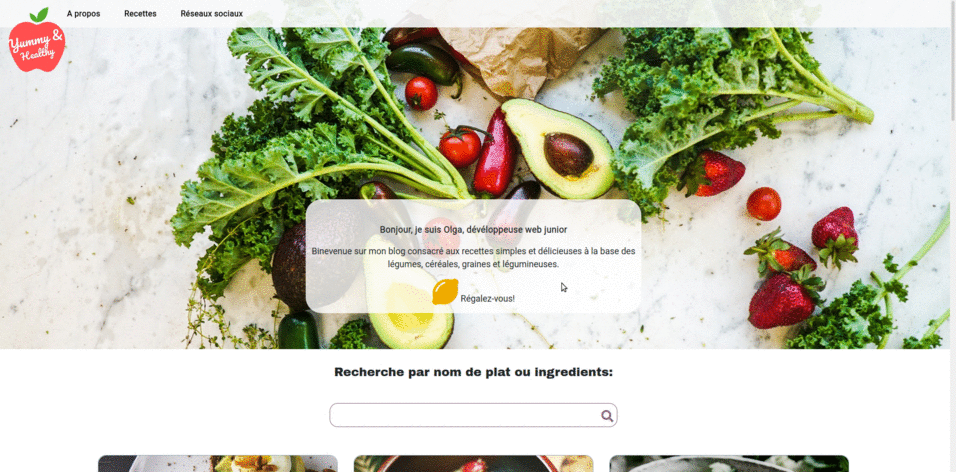 A propos
Recettes
Réseaux sociaux
Yummy &
Healthy
Bonjour, je suis Olga, dévéloppeuse web junior
Binevenue sur mon blog consacré aux recettes simples et délicieuses à la base des
légumes, céréales, graines et légumineuses.
Régalez-vous!
Recherche par nom de plat ou ingredients: